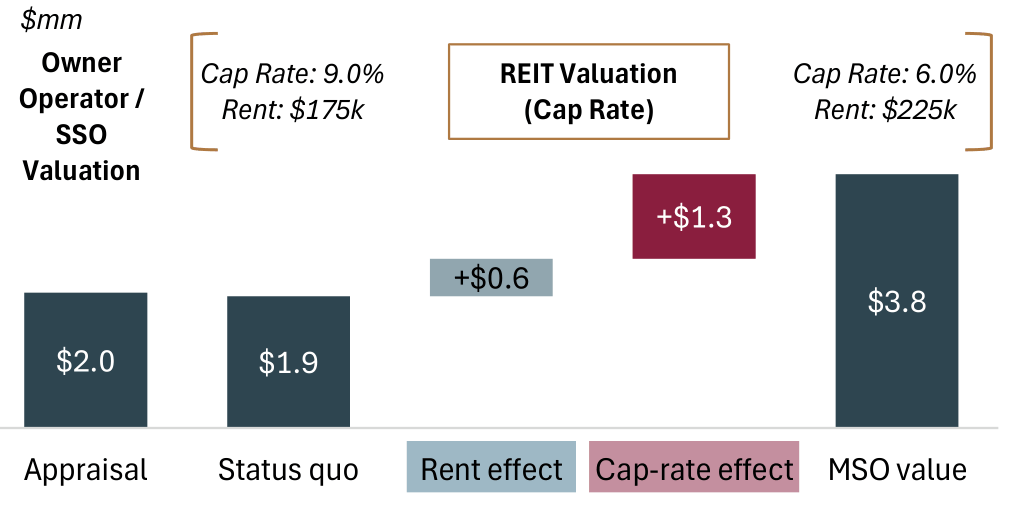 $mm
Owner
Operator /
SSO
Valuation
Cap Rate: 9.0%
Rent: $175k
REIT Valuation
(Cap Rate)
Cap Rate: 6.0%
Rent: $225k
$2.0
$1.9
+$0.6
+$1.3
$3.8
Appraisal
Status quo
Rent effect
Cap-rate effect
MSO value